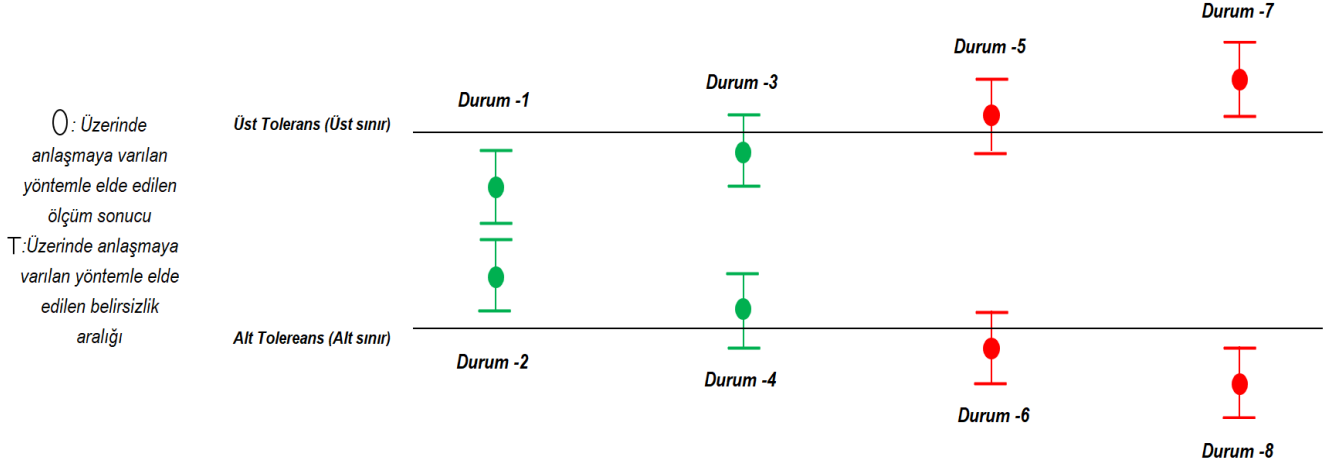 Durum -7
Durum -5
Durum -3
Durum -1
Üst Tolerans (Üst sınır)
O : Üzerinde
anlaşmaya varılan
yöntemle elde edilen
ölçüm sonucu
T :Üzerinde anlaşmaya
varılan yöntemle elde
edilen belirsizlik
aralığı
Alt Tolereans (Alt sınır)
Durum -2
Durum -4
Durum -6
Durum -8